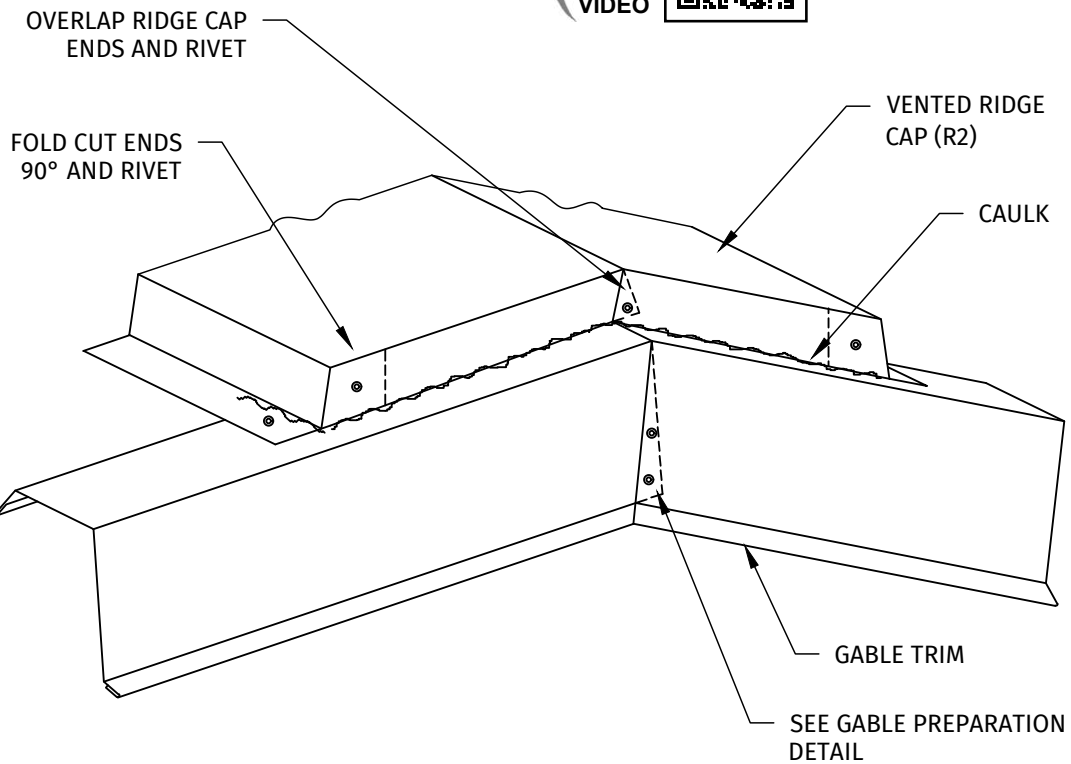 VIDEO
OVERLAP RIDGE CAP
ENDS AND RIVET
FOLD CUT ENDS
90° AND RIVET
VENTED RIDGE
CAP (R2)
CAULK
GABLE TRIM
SEE GABLE PREPARATION
DETAIL